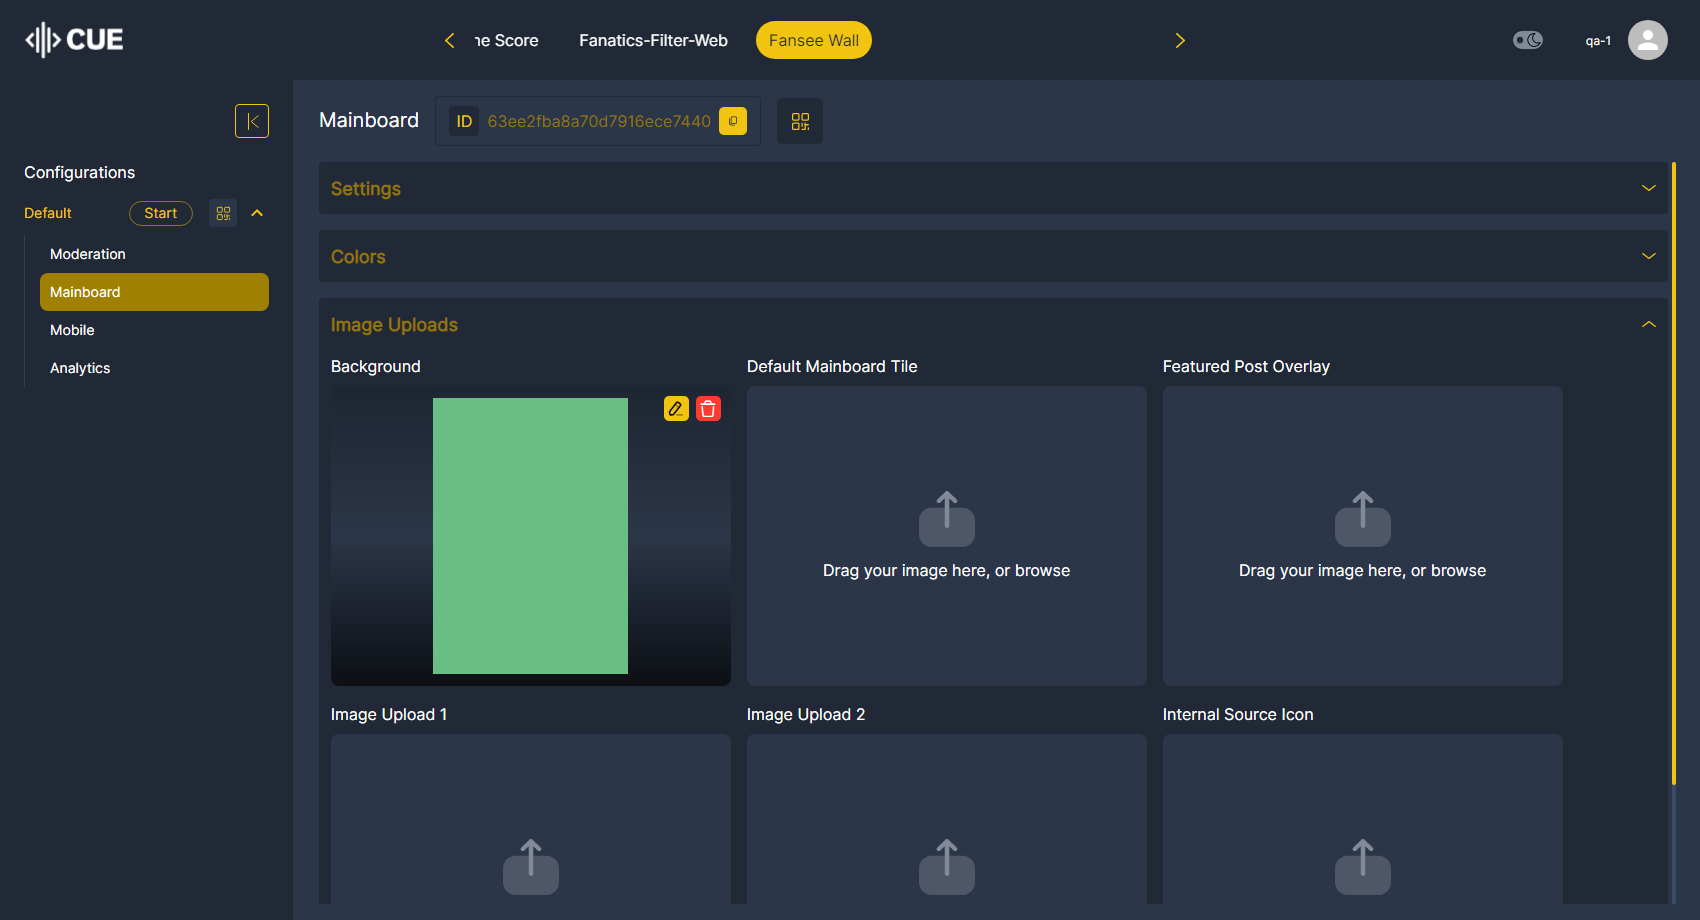 CUE
ne Score
Fanatics-Filter-Web
Fansee Wall
qa-1
Configurations
Default
Start
Moderation
Mainboard
Mobile
Analytics
Mainboard
ID
63ee2fba8a70d7916ece7440
Settings
Colors
Image Uploads
Background
Default Mainboard Tile
Featured Post Overlay
Drag your image here, or browse
Drag your image here, or browse
Image Upload 1
Image Upload 2
Internal Source Icon